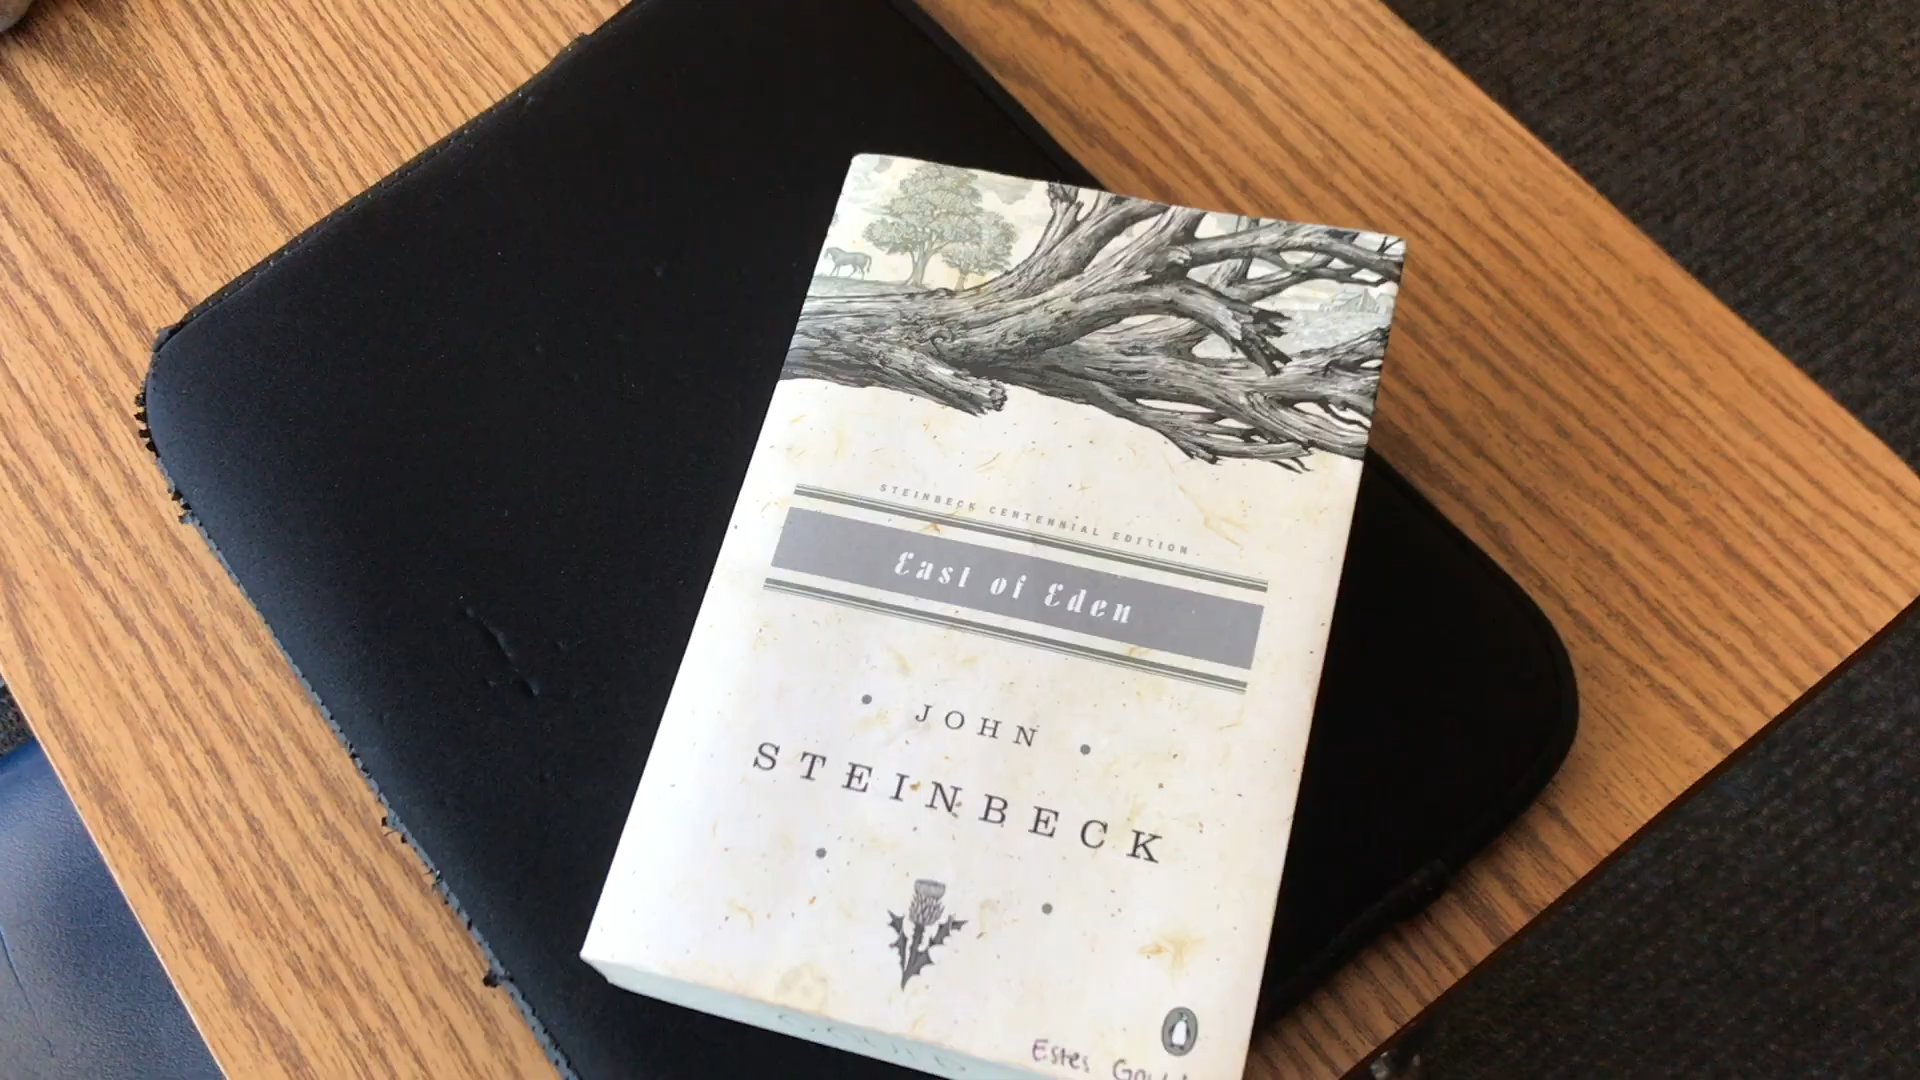 STEINBECK CENTENNIAL EDITION
East of Eden
JOHN
STEINBECK
Estes